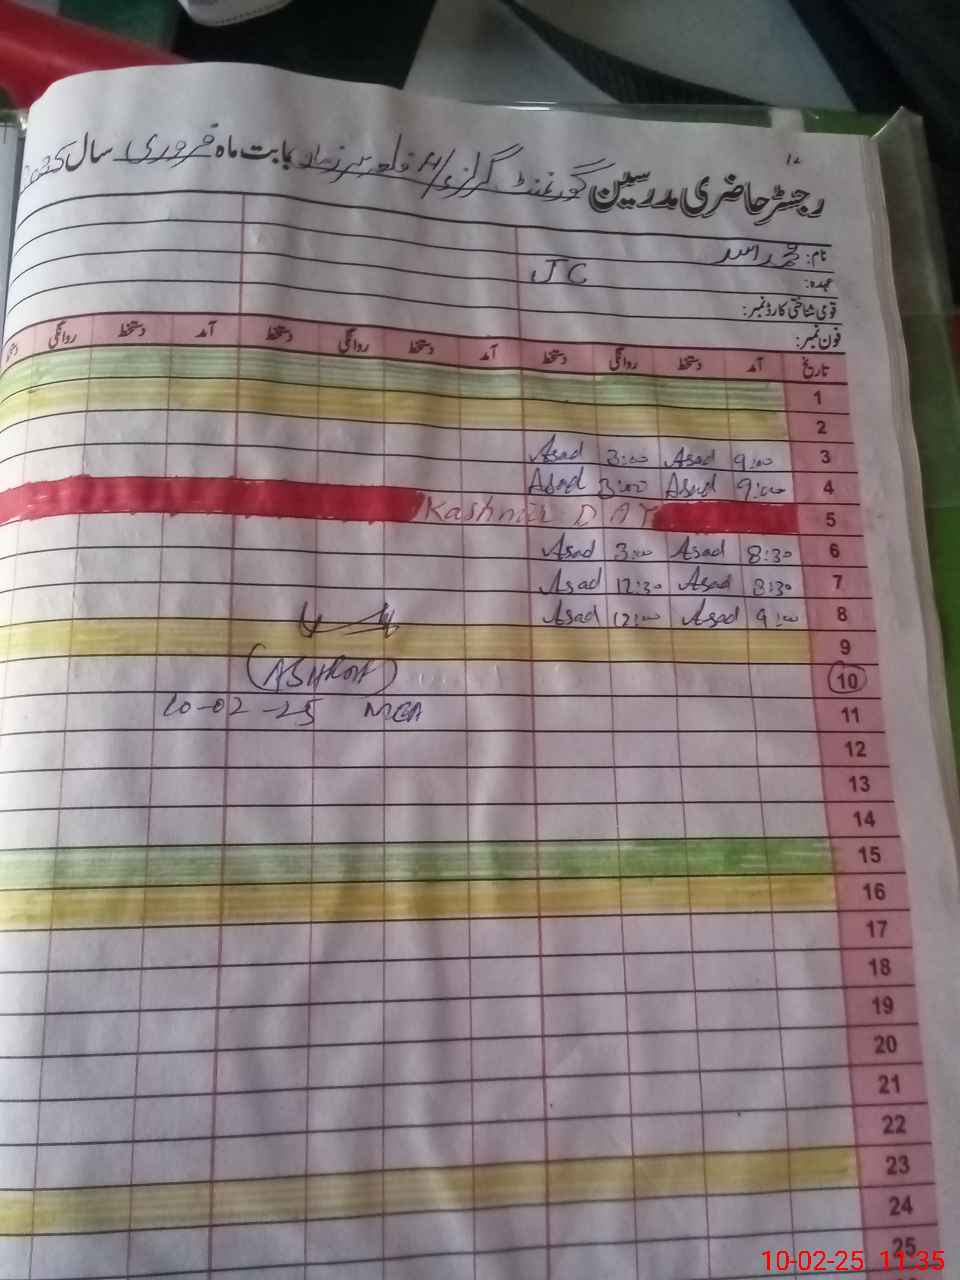 12
رجسٹر حاضری مدرسین گورنمنٹ گرلز /H بابت ماہ فروری سال 2025
نام: محمد اسد
عہدہ: JC
قومی شناختی کارڈ نمبر:
فون نمبر:
تاریخ آمد دستخط روانگی دستخط آمد دستخط روانگی دستخط آمد دستخط روانگی دستخط
1
2
3 9:00 Asad 3:00 Asad
4 9:00 Asad 3:00 Asad
5 Kashmir DAY
6 8:30 Asad 3:00 Asad
7 8:30 Asad 12:30 Asad
8 9:00 Asad 12:00 Asad
9
10 (ASHRAF)
11 10-02-25 MEA
12
13
14
15
16
17
18
19
20
21
22
23
24
25
10-02-25 11:35